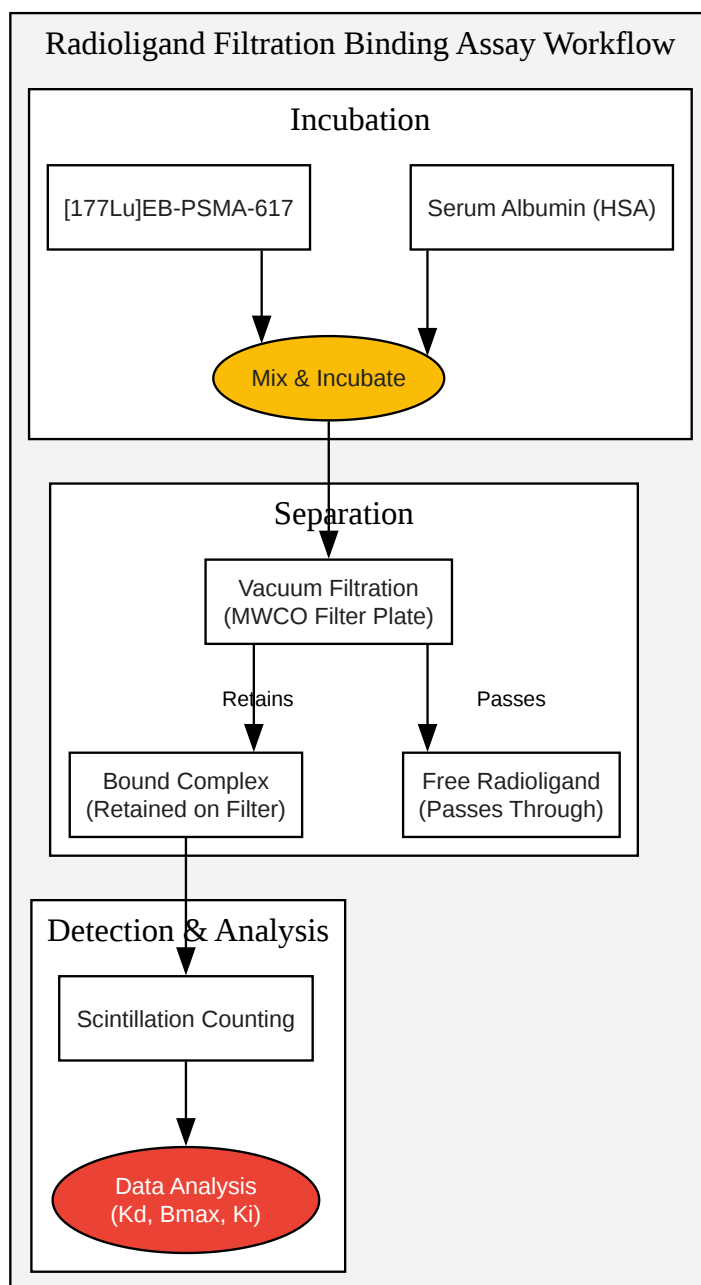 Radioligand Filtration Binding Assay Workflow
Incubation
[177Lu]EB-PSMA-617
Serum Albumin (HSA)
Mix & Incubate
Separation
Vacuum Filtration
(MWCO Filter Plate)
Retains
Passes
Bound Complex
(Retained on Filter)
Free Radioligand
(Passes Through)
Detection & Analysis
Scintillation Counting
Data Analysis
(Kd, Bmax, Ki)